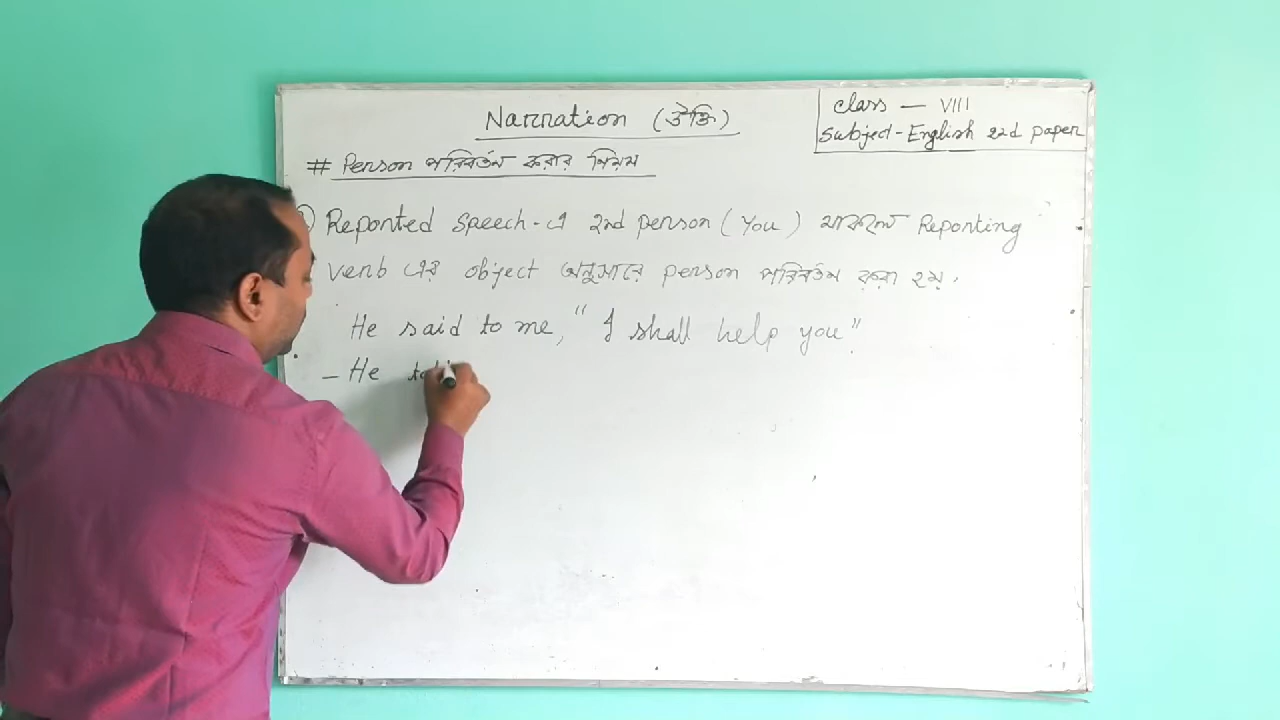 Narration (উক্তি)
class — VIII
Subject-English 2nd paper
# Person পরিবর্তন করার নিয়ম
Reported speech-এ 2nd person (You) থাকলে Reporting
verb এর object অনুসারে person পরিবর্তন করা হয়.
He said to me, "I shall help you".
– He